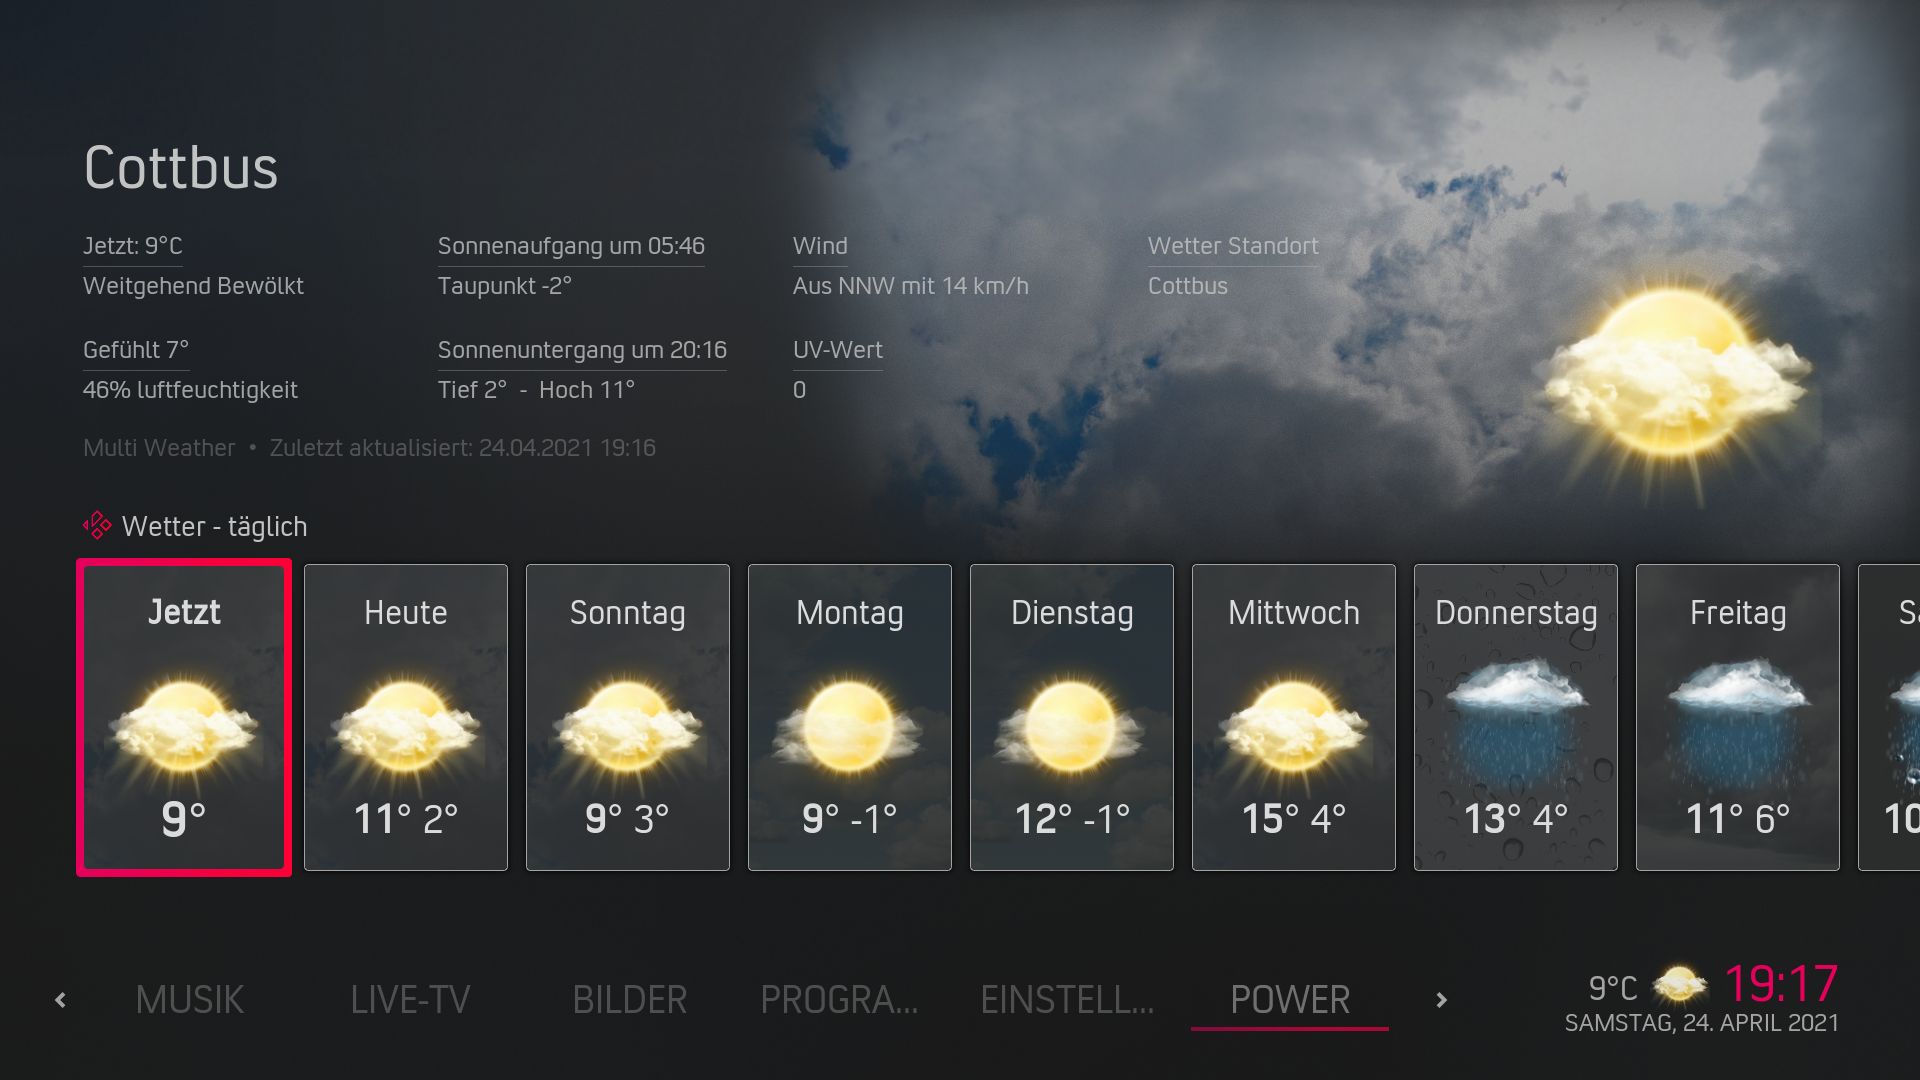 Cottbus
Jetzt: 9°C
Weitgehend Bewölkt
Sonnenaufgang um 05:46
Taupunkt -2°
Wind
Aus NNW mit 14 km/h
Wetter Standort
Cottbus
Gefühlt 7°
46% luftfeuchtigkeit
Sonnenuntergang um 20:16
Tief 2° - Hoch 11°
UV-Wert
0
Multi Weather • Zuletzt aktualisiert: 24.04.2021 19:16
Wetter - täglich
Jetzt
9°
Heute
11° 2°
Sonntag
9° 3°
Montag
9° -1°
Dienstag
12° -1°
Mittwoch
15° 4°
Donnerstag
13° 4°
Freitag
11° 6°
10
MUSIK
LIVE-TV
BILDER
PROGRA...
EINSTELL...
POWER
9°C
19:17
SAMSTAG, 24. APRIL 2021